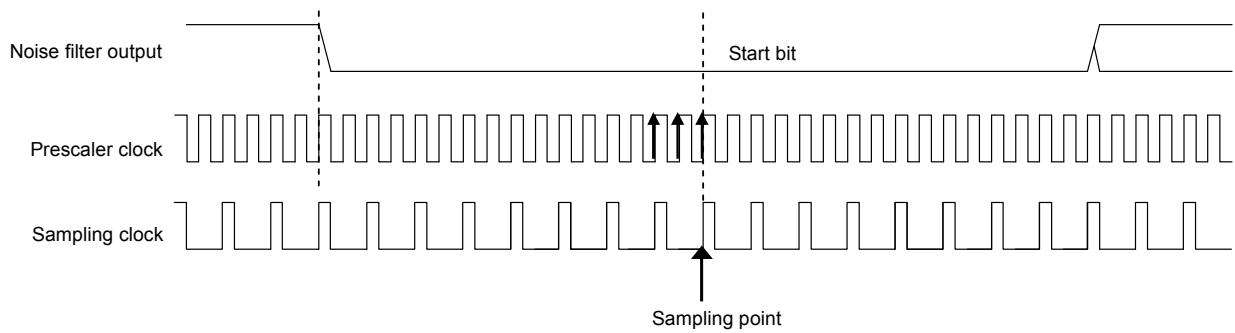 Noise filter output
Start bit
Prescaler clock
Sampling clock
Sampling point